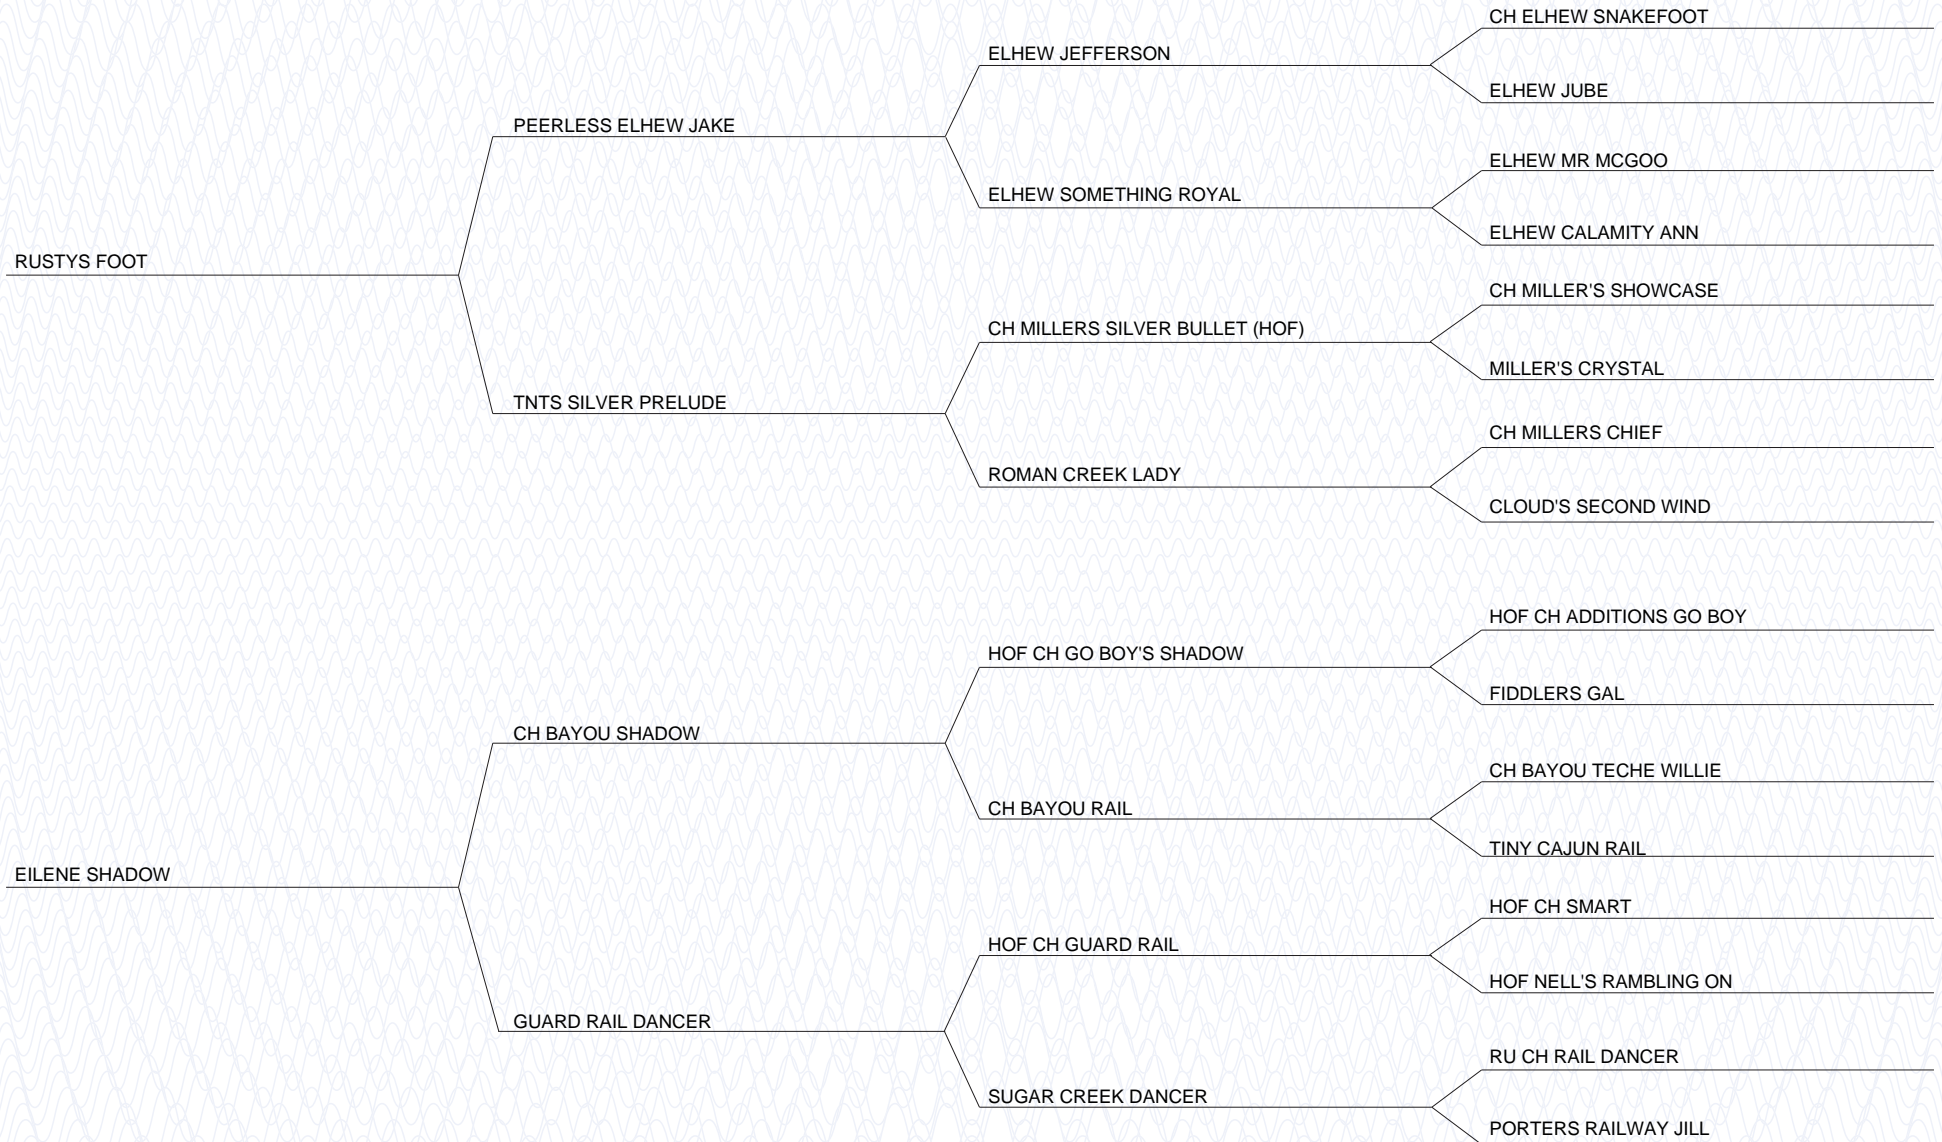 CH ELHEW SNAKEFOOT
ELHEW JEFFERSON
ELHEW JUBE
PEERLESS ELHEW JAKE
ELHEW MR MCGOO
ELHEW SOMETHING ROYAL
ELHEW CALAMITY ANN
RUSTYS FOOT
CH MILLER'S SHOWCASE
CH MILLERS SILVER BULLET (HOF)
MILLER'S CRYSTAL
TNTS SILVER PRELUDE
CH MILLERS CHIEF
ROMAN CREEK LADY
CLOUD'S SECOND WIND
HOF CH ADDITIONS GO BOY
HOF CH GO BOY'S SHADOW
FIDDLERS GAL
CH BAYOU SHADOW
CH BAYOU TECHE WILLIE
CH BAYOU RAIL
TINY CAJUN RAIL
EILENE SHADOW
HOF CH SMART
HOF CH GUARD RAIL
HOF NELL'S RAMBLING ON
GUARD RAIL DANCER
RU CH RAIL DANCER
SUGAR CREEK DANCER
PORTERS RAILWAY JILL